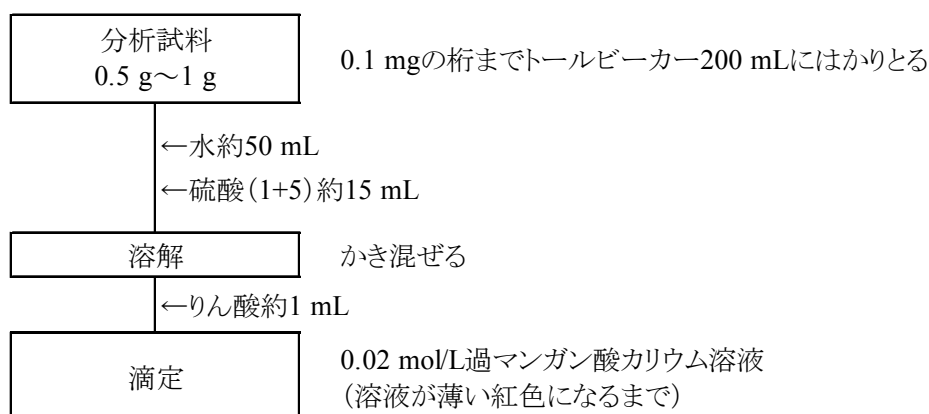 分析試料
0.5 g～1 g
0.1 mgの桁までトールビーカー200 mLにはかりとる
←水約50 mL
←硫酸（1+5）約15 mL
溶解
かき混ぜる
←りん酸約1 mL
滴定
0.02 mol/L過マンガン酸カリウム溶液
（溶液が薄い紅色になるまで）